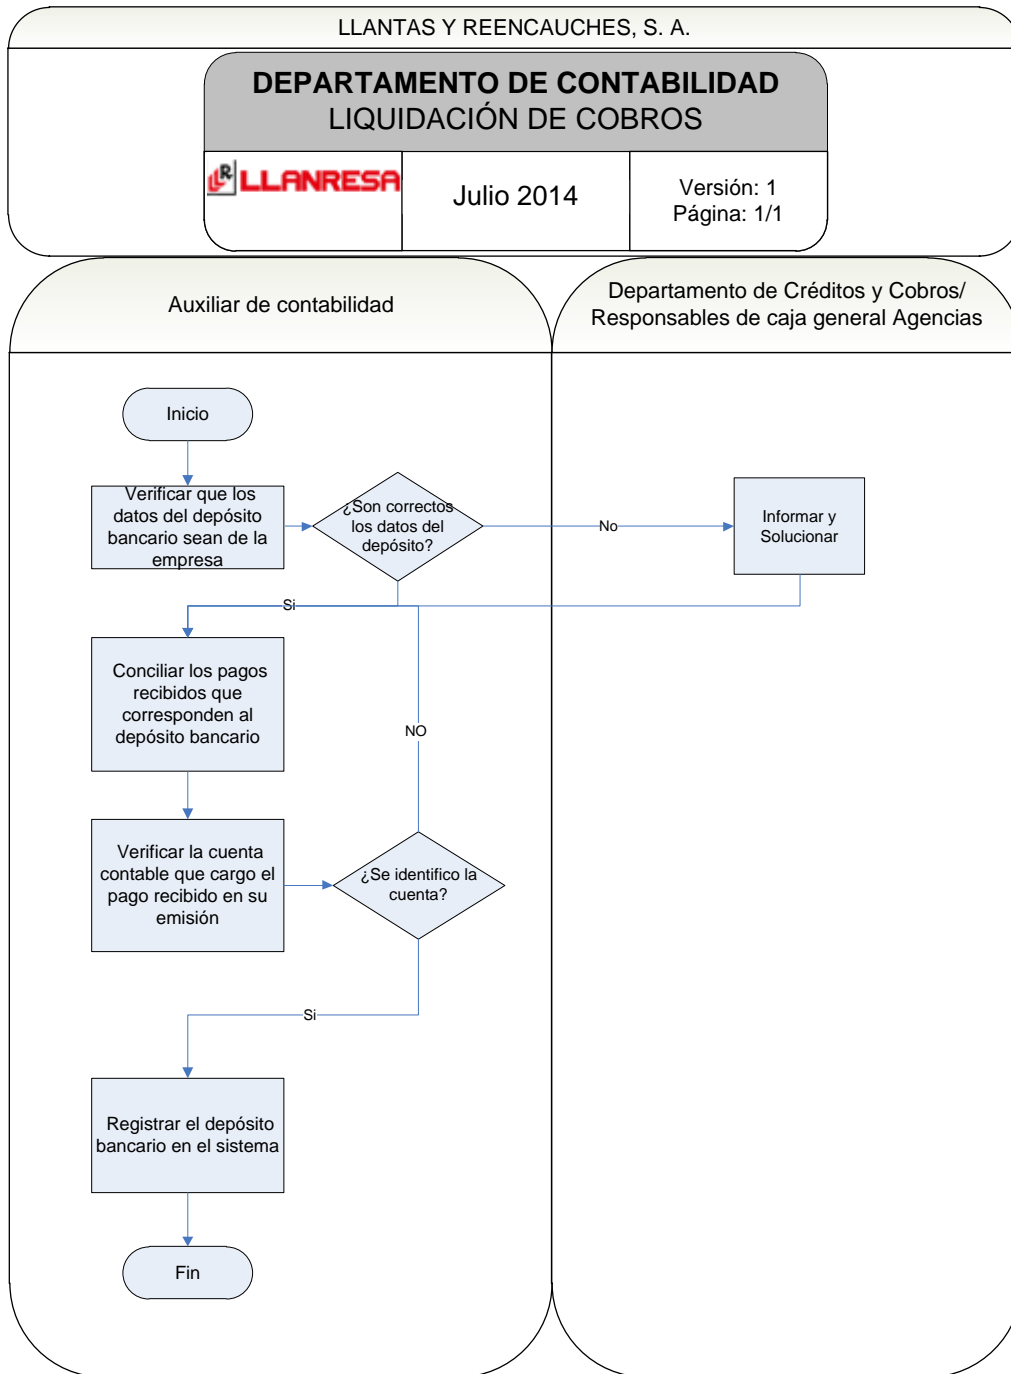 LLANTAS Y REENCAUCHES, S. A.
DEPARTAMENTO DE CONTABILIDAD
LIQUIDACIÓN DE COBROS
LR LLANRESA
Julio 2014
Versión: 1
Página: 1/1
Auxiliar de contabilidad
Departamento de Créditos y Cobros/
Responsables de caja general Agencias
Inicio
Verificar que los
datos del depósito
bancario sean de la
empresa
¿Son correctos
los datos del
depósito?
No
Informar y
Solucionar
Si
Conciliar los pagos
recibidos que
corresponden al
depósito bancario
NO
Verificar la cuenta
contable que cargo el
pago recibido en su
emisión
¿Se identifico la
cuenta?
Si
Registrar el depósito
bancario en el sistema
Fin